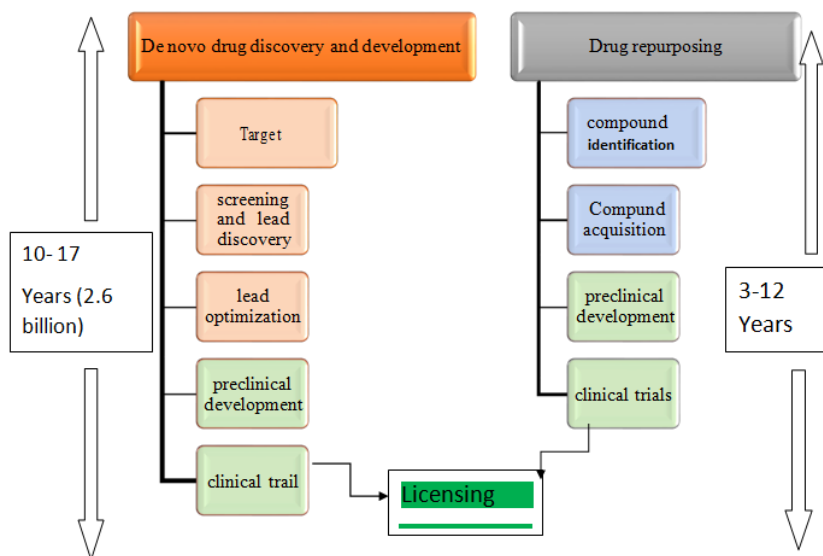 De novo drug discovery and development
Drug repurposing
Target
screening
and lead
discovery
lead
optimization
preclinical
development
clinical trail
10- 17
Years (2.6
billion)
compound
identification
Compund
acquisition
preclinical
development
clinical trials
3-12
Years
Licensing